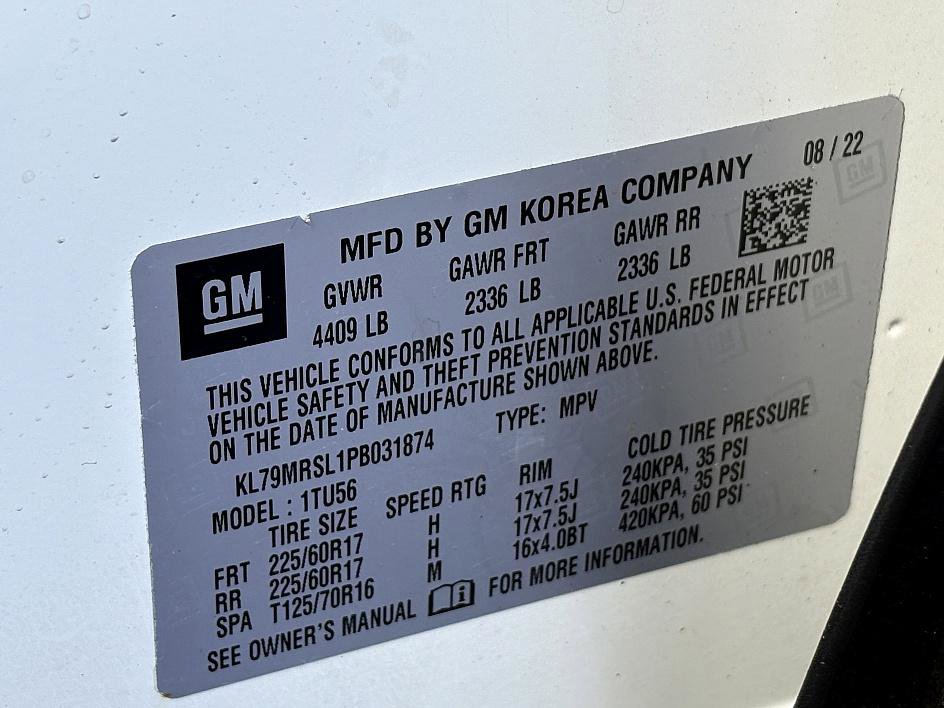 MFD BY GM KOREA COMPANY 08 / 22
GM
GVWR GAWR FRT GAWR RR
4409 LB 2336 LB 2336 LB
THIS VEHICLE CONFORMS TO ALL APPLICABLE U.S. FEDERAL MOTOR
VEHICLE SAFETY AND THEFT PREVENTION STANDARDS IN EFFECT
ON THE DATE OF MANUFACTURE SHOWN ABOVE.
KL79MRSL1PB031874 TYPE: MPV
MODEL : 1TU56
TIRE SIZE SPEED RTG RIM COLD TIRE PRESSURE
FRT 225/60R17 H 17x7.5J 240KPA, 35 PSI
RR 225/60R17 H 17x7.5J 240KPA, 35 PSI
SPA T125/70R16 M 16x4.0BT 420KPA, 60 PSI
SEE OWNER'S MANUAL FOR MORE INFORMATION.